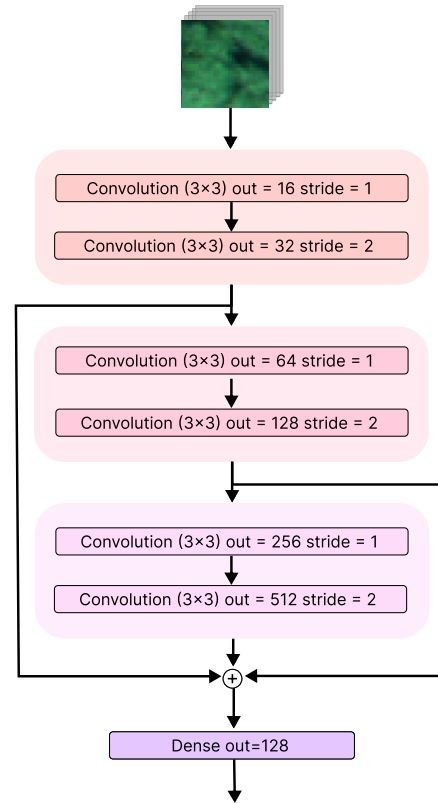 Convolution (3×3) out = 16 stride = 1
Convolution (3×3) out = 32 stride = 2
Convolution (3×3) out = 64 stride = 1
Convolution (3×3) out = 128 stride = 2
Convolution (3×3) out = 256 stride = 1
Convolution (3×3) out = 512 stride = 2
+
Dense out=128